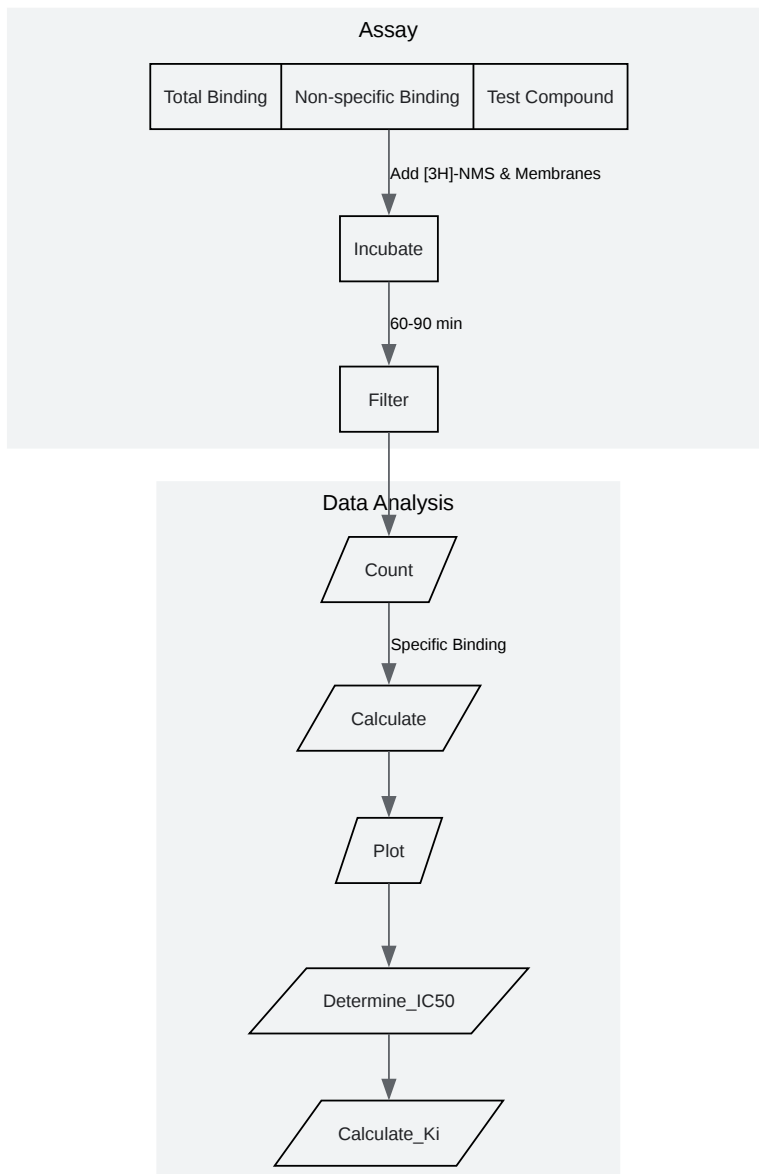 Assay
Total Binding Non-specific Binding Test Compound
Add [3H]-NMS & Membranes
Incubate
60-90 min
Filter
Data Analysis
Count
Specific Binding
Calculate
Plot
Determine_IC50
Calculate_Ki